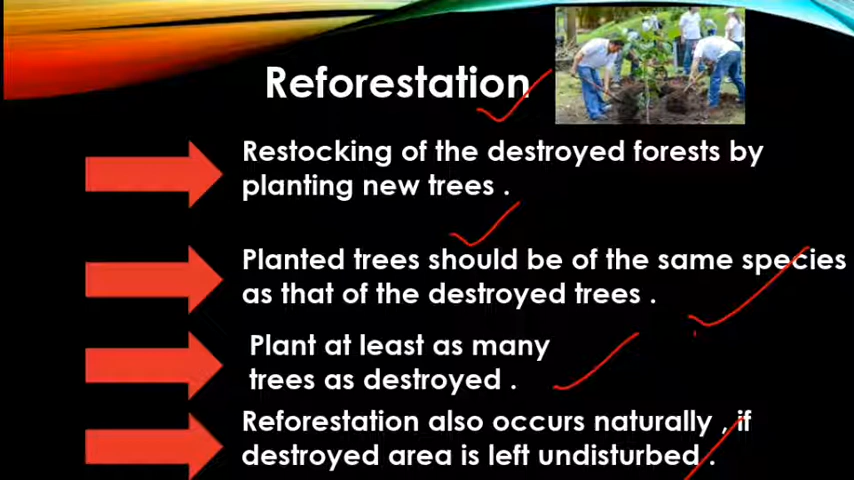 Reforestation
Restocking of the destroyed forests by
planting new trees .
Planted trees should be of the same species
as that of the destroyed trees .
Plant at least as many
trees as destroyed .
Reforestation also occurs naturally , if
destroyed area is left undisturbed .